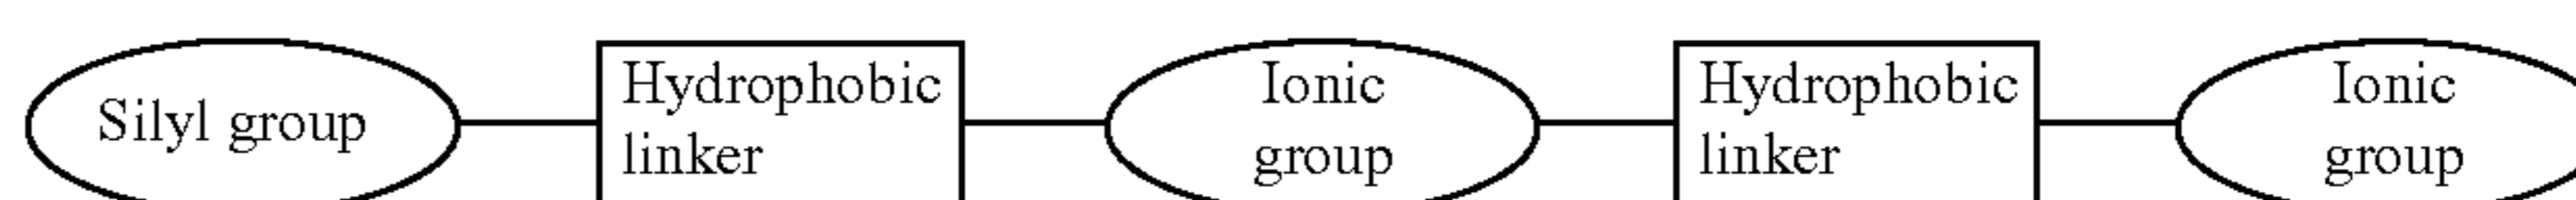 Silyl group
Hydrophobic
linker
Ionic
group
Hydrophobic
linker
Ionic
group